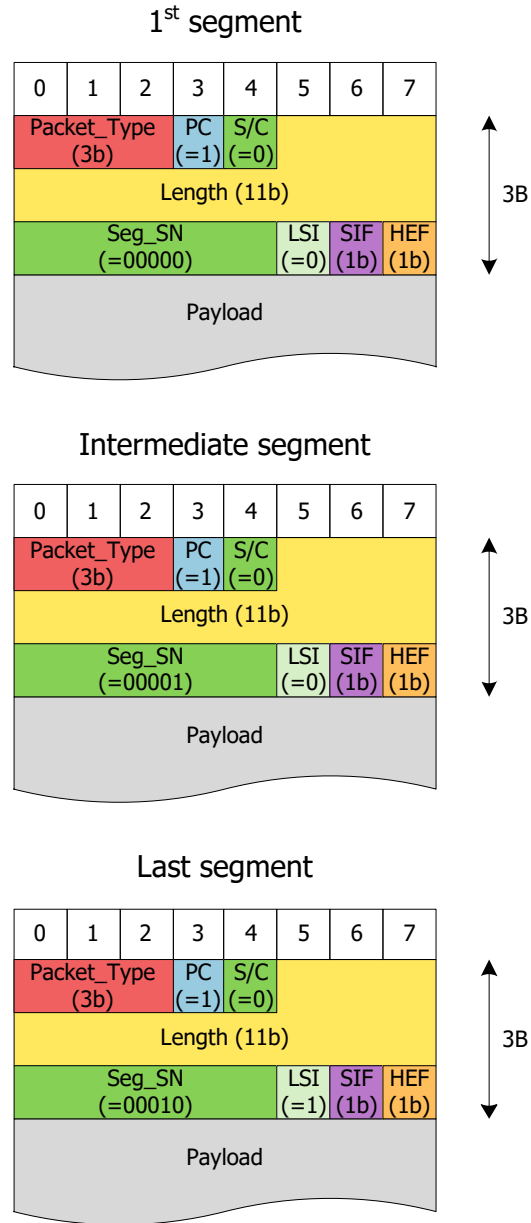 1st segment
0 1 2 3 4 5 6 7
Packet_Type PC S/C
(3b) (=1) (=0)
Length (11b)
3B
Seg_SN LSI SIF HEF
(=00000) (=0) (1b) (1b)
Payload
Intermediate segment
0 1 2 3 4 5 6 7
Packet_Type PC S/C
(3b) (=1) (=0)
Length (11b)
3B
Seg_SN LSI SIF HEF
(=00001) (=0) (1b) (1b)
Payload
Last segment
0 1 2 3 4 5 6 7
Packet_Type PC S/C
(3b) (=1) (=0)
Length (11b)
3B
Seg_SN LSI SIF HEF
(=00010) (=1) (1b) (1b)
Payload